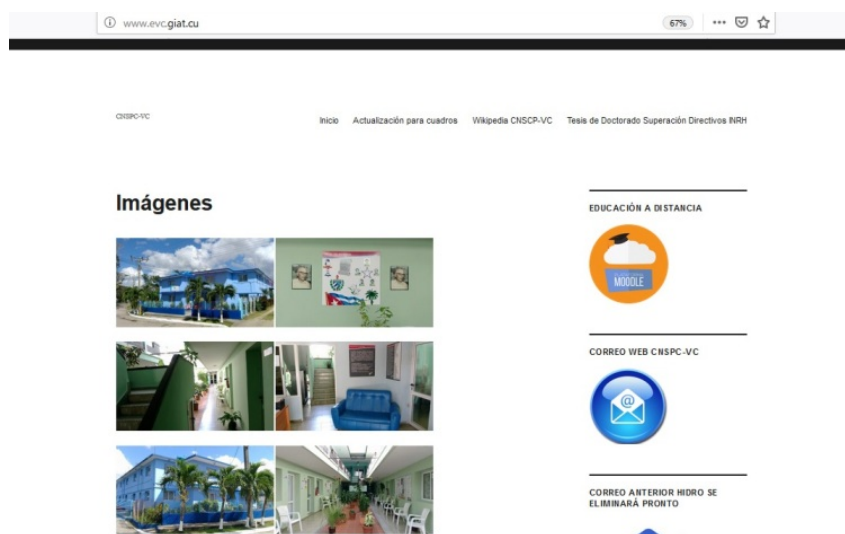 www.evc.giat.cu
67%
CNSPC-VC
Inicio Actualización para cuadros Wikipedia CNSCP-VC Tesis de Doctorado Superación Directivos INRH
Imágenes
EDUCACIÓN A DISTANCIA
MOODLE
CORREO WEB CNSPC-VC
@
CORREO ANTERIOR HIDRO SE
ELIMINARÁ PRONTO